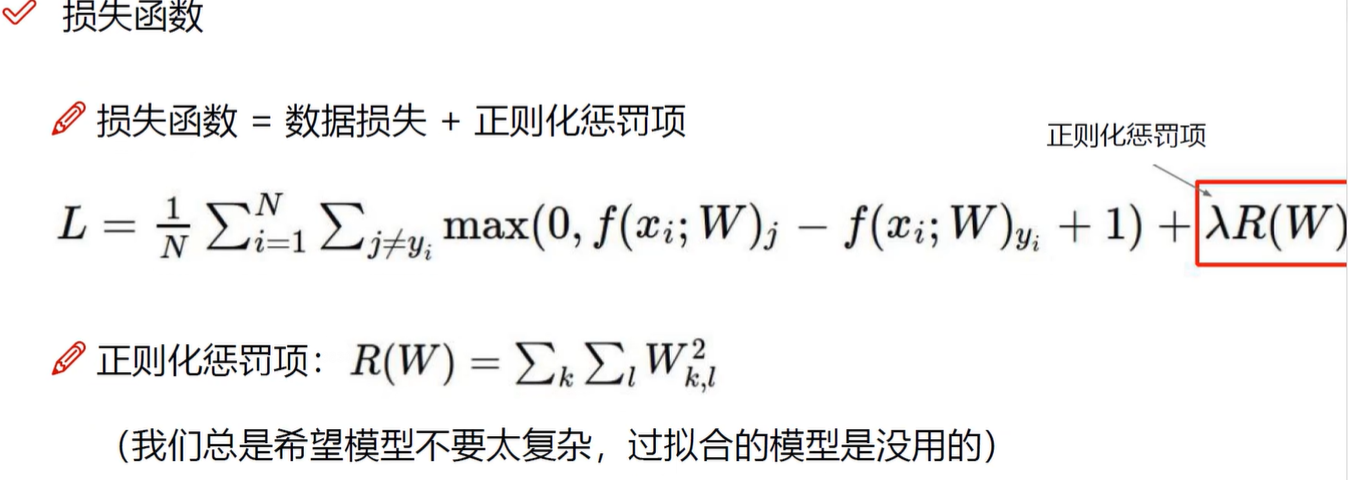 损失函数
损失函数 = 数据损失 + 正则化惩罚项
正则化惩罚项
L = \frac{1}{N} \sum_{i=1}^{N} \sum_{j \neq y_i} \max(0, f(x_i; W)_j - f(x_i; W)_{y_i} + 1) + \lambda R(W)
正则化惩罚项： R(W) = \sum_k \sum_l W_{k,l}^2
（我们总是希望模型不要太复杂，过拟合的模型是没用的）